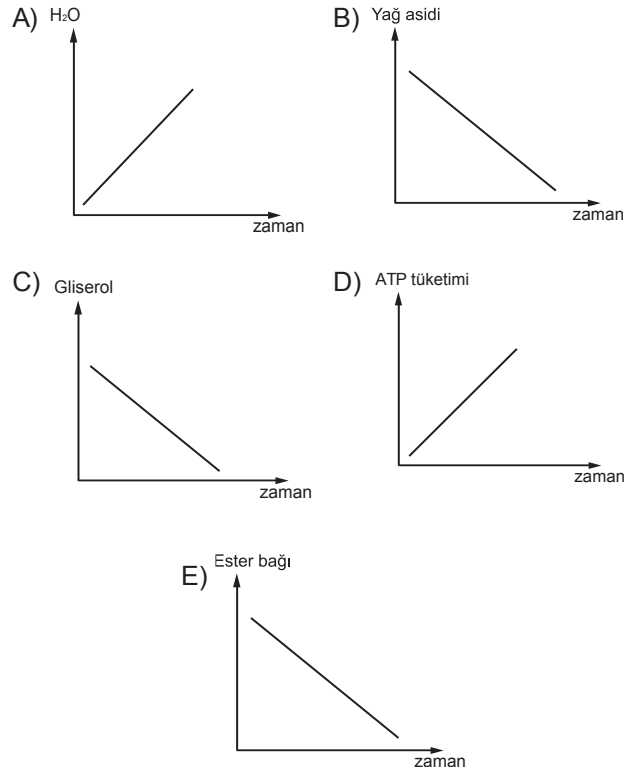 A) H₂O
zaman
B) Yağ asidi
zaman
C) Gliserol
zaman
D) ATP tüketimi
zaman
E) Ester bağı
zaman